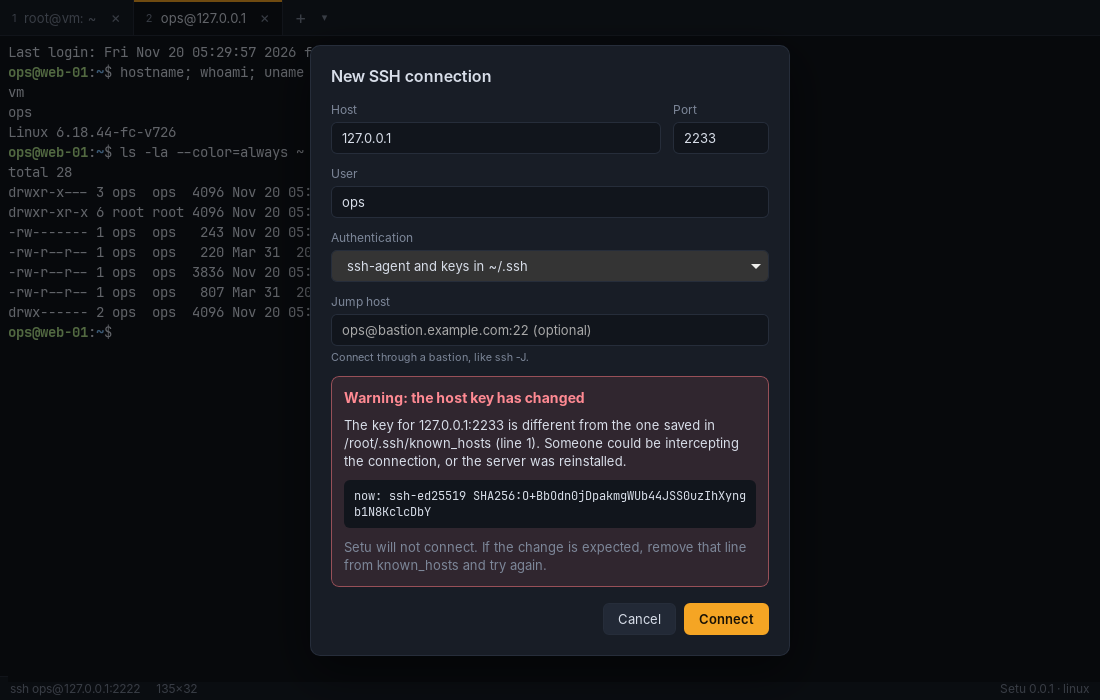 1 root@vm: ~ × 2 ops@127.0.0.1 × + ▾
Last login: Fri Nov 20 05:29:57 2026 f
ops@web-01:~$ hostname; whoami; uname
vm
ops
Linux 6.18.44-fc-v726
ops@web-01:~$ ls -la --color=always ~
total 28
drwxr-x--- 3 ops  ops  4096 Nov 20 05:
drwxr-xr-x 6 root root 4096 Nov 20 05:
-rw------- 1 ops  ops   243 Nov 20 05:
-rw-r--r-- 1 ops  ops   220 Mar 31  20
-rw-r--r-- 1 ops  ops  3836 Nov 20 05:
-rw-r--r-- 1 ops  ops   807 Mar 31  20
drwx------ 2 ops  ops  4096 Nov 20 05:
ops@web-01:~$
New SSH connection
Host Port
127.0.0.1 2233
User
ops
Authentication
ssh-agent and keys in ~/.ssh
Jump host
ops@bastion.example.com:22 (optional)
Connect through a bastion, like ssh -J.
Warning: the host key has changed
The key for 127.0.0.1:2233 is different from the one saved in
/root/.ssh/known_hosts (line 1). Someone could be intercepting
the connection, or the server was reinstalled.
now: ssh-ed25519 SHA256:O+BbOdn0jDpakmgWUb44JSS0uzIhXyng
b1N8KclcDbY
Setu will not connect. If the change is expected, remove that line
from known_hosts and try again.
Cancel Connect
ssh ops@127.0.0.1:2222 135×32 Setu 0.0.1 · linux